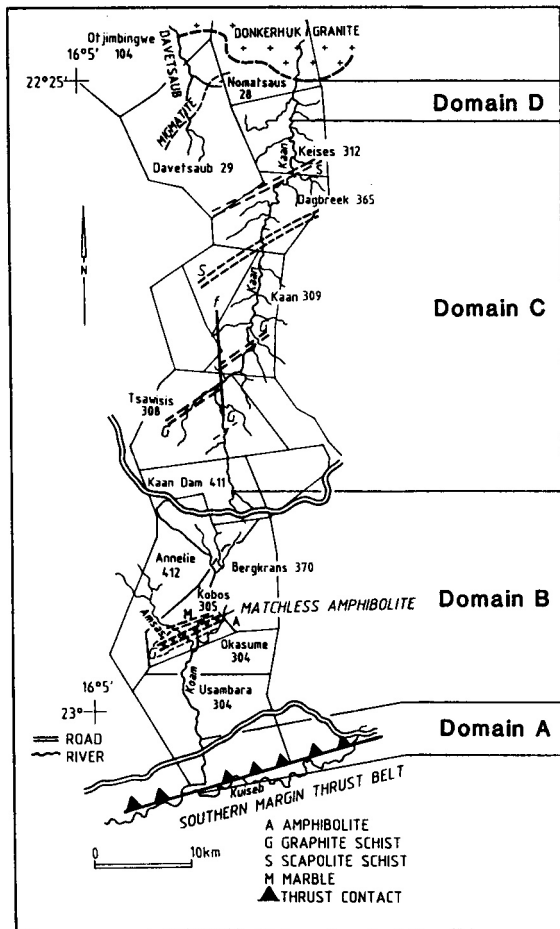 Otjimbingwe
104
DONKERHUK GRANITE
16°5'
22°25'
DAVETSAUB
Nomatsaus
28
Domain D
MIGMATITE
Davetsaub 29
Kaan
Keises 312
S
Dagbreek 365
N
S
Kaan
Kaan 309
f
Domain C
G
Tsawisis
308
G
G
Kaan Dam 411
Annelie
412
Bergkrans 370
Kobos
305
M
MATCHLESS AMPHIBOLITE
Domain B
Amsas
A
Okasume
304
Koam
16°5'
23°
Usambara
304
Domain A
ROAD
RIVER
Kuiseb
SOUTHERN MARGIN THRUST BELT
A AMPHIBOLITE
G GRAPHITE SCHIST
S SCAPOLITE SCHIST
M MARBLE
THRUST CONTACT
0 10km